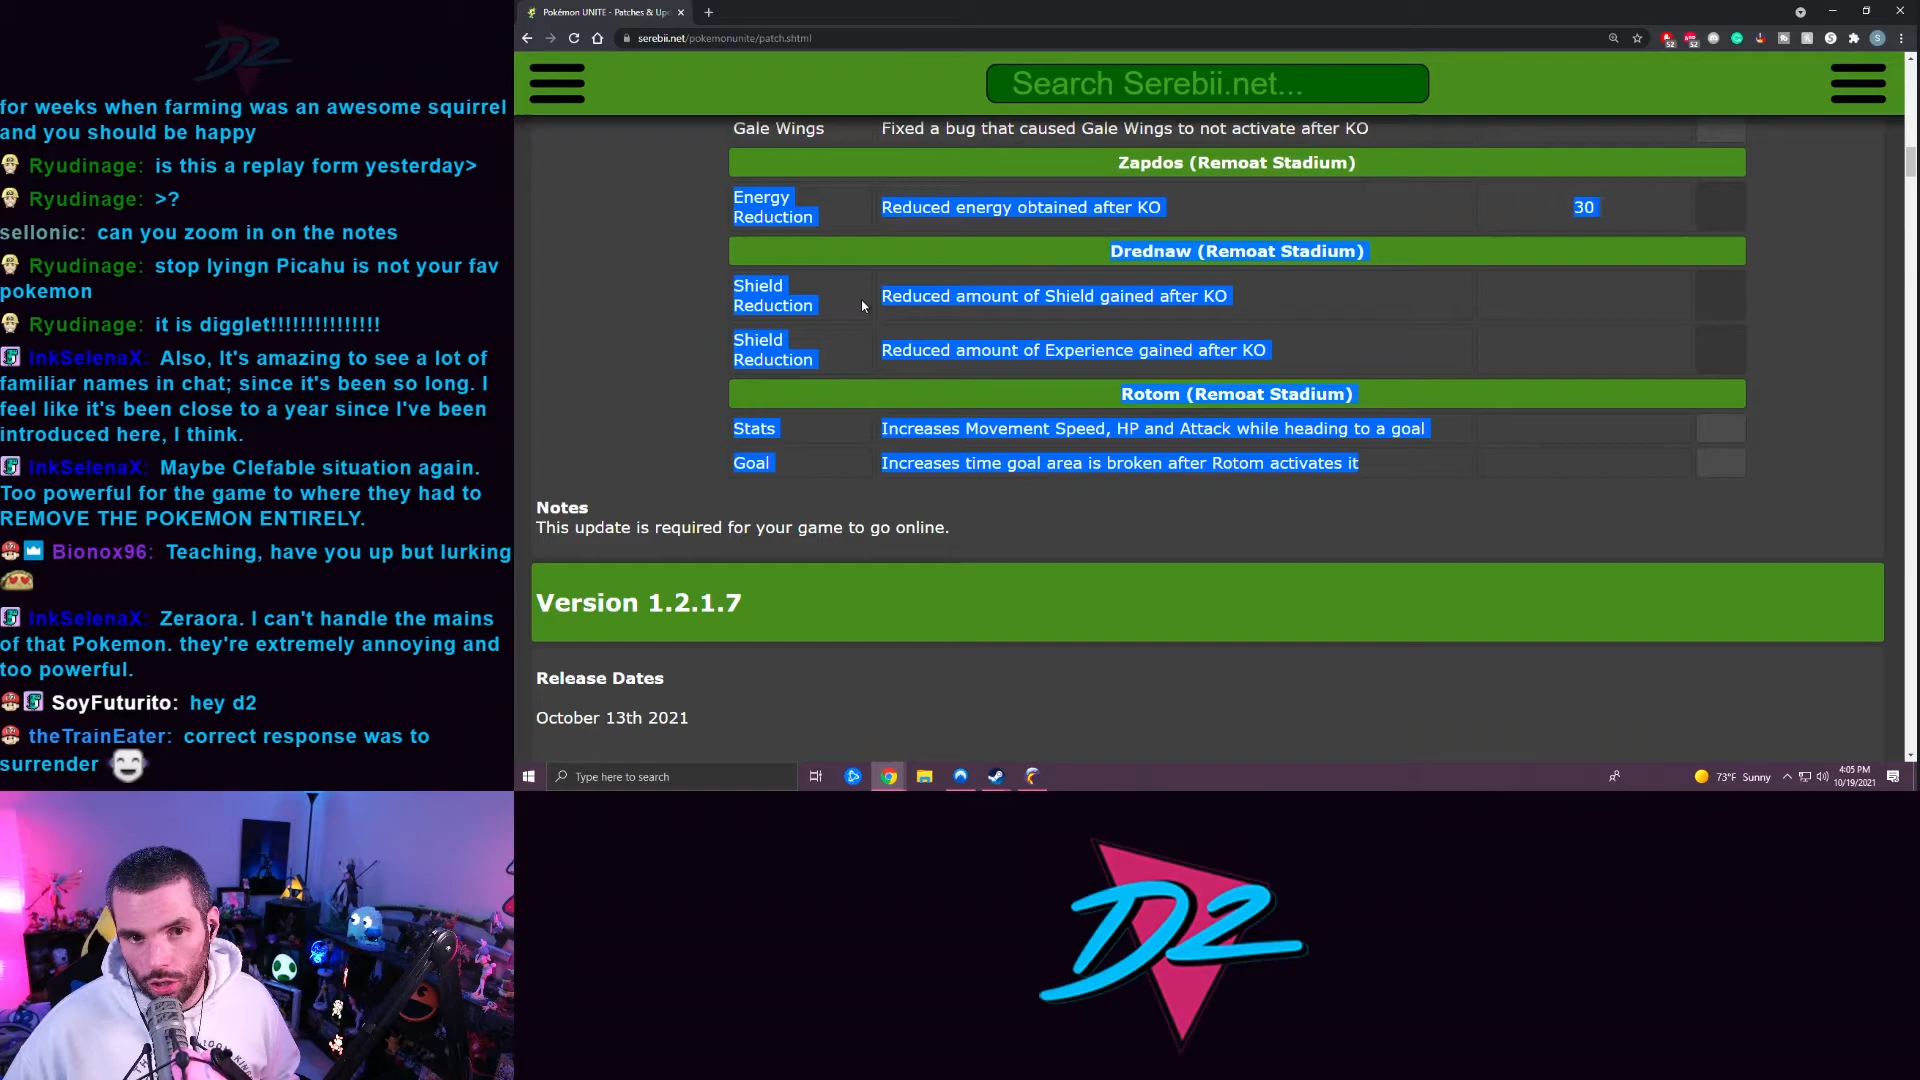 D2
for weeks when farming was an awesome squirrel
and you should be happy
Ryudinage: is this a replay form yesterday>
Ryudinage: >?
sellonic: can you zoom in on the notes
Ryudinage: stop lyingn Picahu is not your fav
pokemon
Ryudinage: it is digglet!!!!!!!!!!!!!!!
InkSelenaX: Also, It's amazing to see a lot of
familiar names in chat; since it's been so long. I
feel like it's been close to a year since I've been
introduced here, I think.
InkSelenaX: Maybe Clefable situation again.
Too powerful for the game to where they had to
REMOVE THE POKEMON ENTIRELY.
Bionox96: Teaching, have you up but lurking
InkSelenaX: Zeraora. I can't handle the mains
of that Pokemon. they're extremely annoying and
too powerful.
SoyFuturito: hey d2
theTrainEater: correct response was to
surrender
Pokémon UNITE - Patches & Up
serebii.net/pokemonunite/patch.shtml
52
52
S
Search Serebii.net...
Gale Wings Fixed a bug that caused Gale Wings to not activate after KO
Zapdos (Remoat Stadium)
Energy
Reduction
Reduced energy obtained after KO 30
Drednaw (Remoat Stadium)
Shield
Reduction
Reduced amount of Shield gained after KO
Shield
Reduction
Reduced amount of Experience gained after KO
Rotom (Remoat Stadium)
Stats Increases Movement Speed, HP and Attack while heading to a goal
Goal Increases time goal area is broken after Rotom activates it
Notes
This update is required for your game to go online.
Version 1.2.1.7
Release Dates
October 13th 2021
Type here to search
73°F Sunny
4:05 PM
10/19/2021
D2